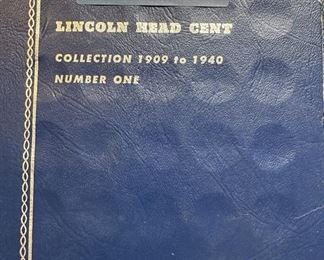 LINCOLN HEAD CENT
COLLECTION 1909 to 1940
NUMBER ONE